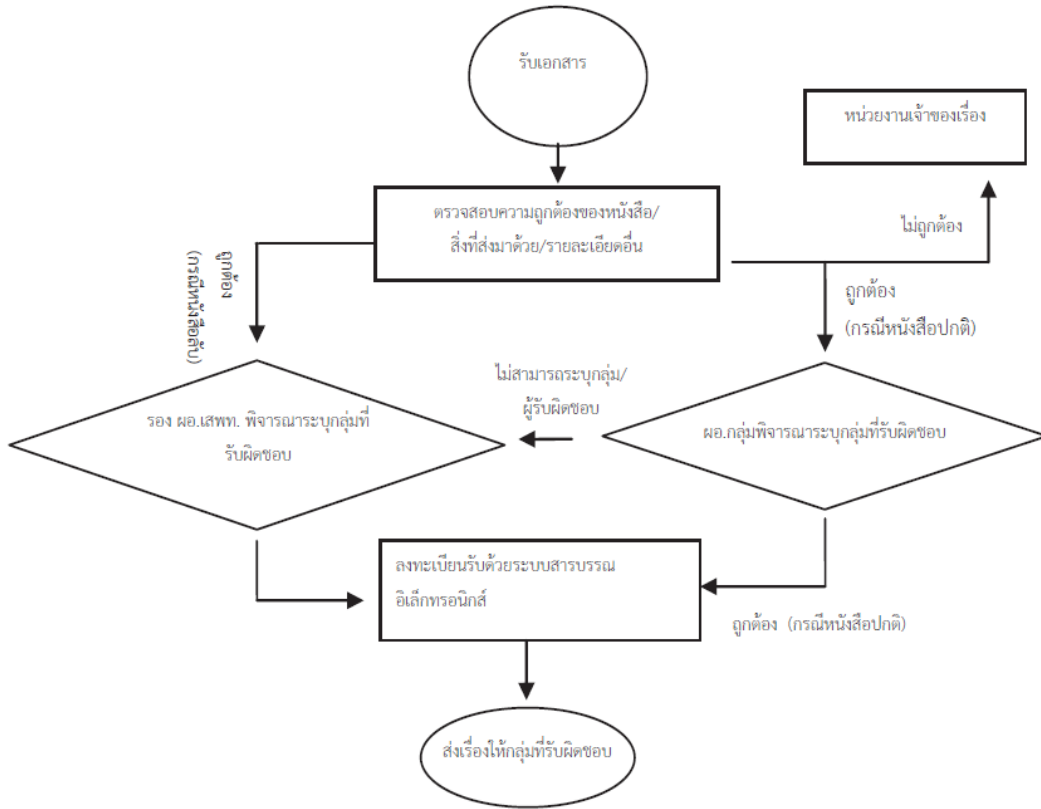 รับเอกสาร
หน่วยงานเจ้าของเรื่อง
ตรวจสอบความถูกต้องของหนังสือ/
สิ่งที่ส่งมาด้วย/รายละเอียดอื่น
ไม่ถูกต้อง
ถูกต้อง
(กรณีหนังสือลับ)
ถูกต้อง
(กรณีหนังสือปกติ)
ไม่สามารถระบุกลุ่ม/
ผู้รับผิดชอบ
รอง ผอ.เสพท. พิจารณาระบุกลุ่มที่
รับผิดชอบ
ผอ.กลุ่มพิจารณาระบุกลุ่มที่รับผิดชอบ
ลงทะเบียนรับด้วยระบบสารบรรณ
อิเล็กทรอนิกส์
ถูกต้อง (กรณีหนังสือปกติ)
ส่งเรื่องให้กลุ่มที่รับผิดชอบ